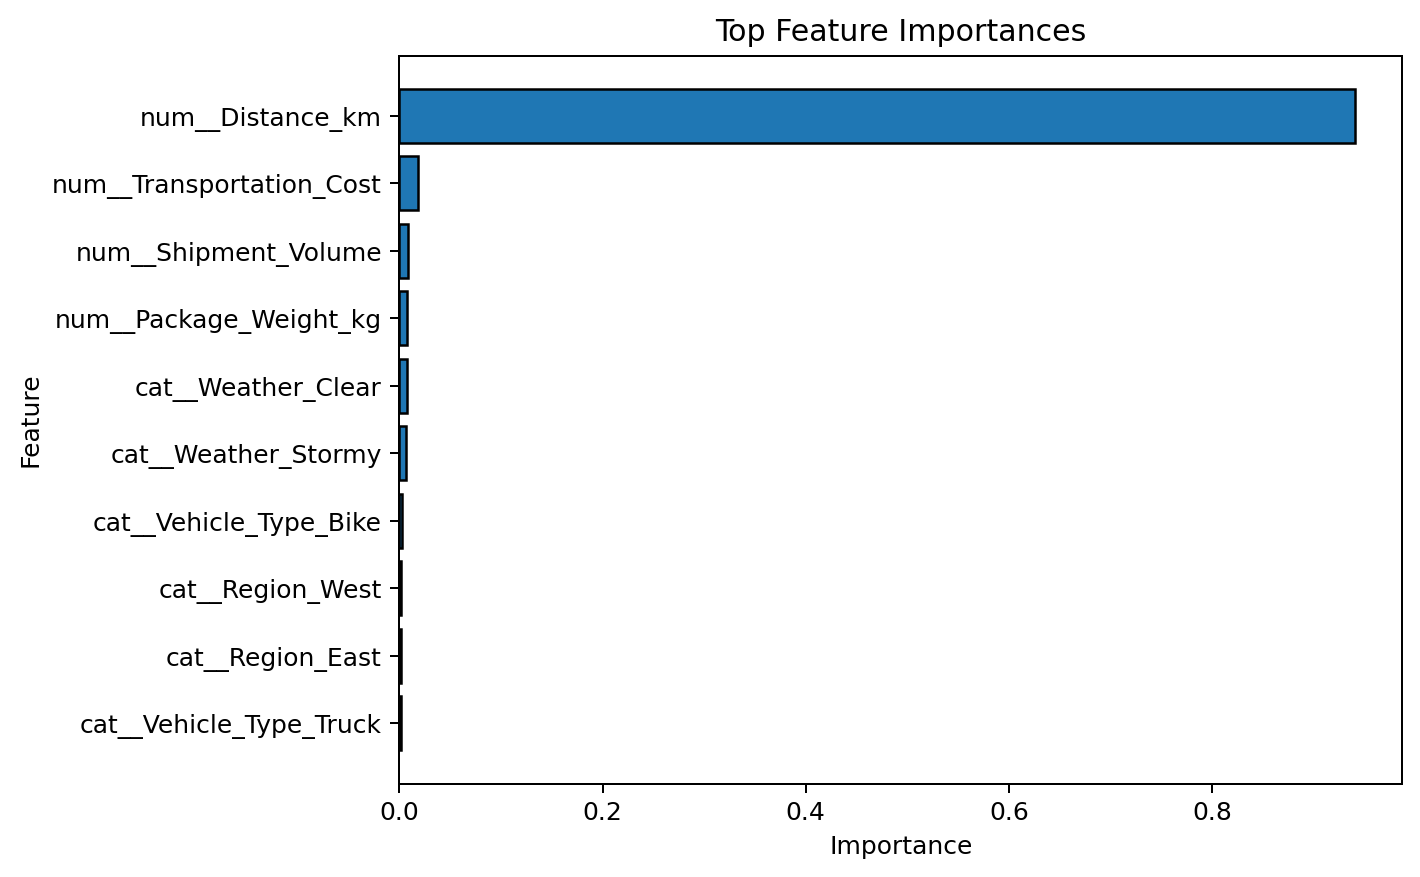 Top Feature Importances
num__Distance_km
num__Transportation_Cost
num__Shipment_Volume
num__Package_Weight_kg
cat__Weather_Clear
cat__Weather_Stormy
cat__Vehicle_Type_Bike
cat__Region_West
cat__Region_East
cat__Vehicle_Type_Truck
Feature
0.0 0.2 0.4 0.6 0.8
Importance